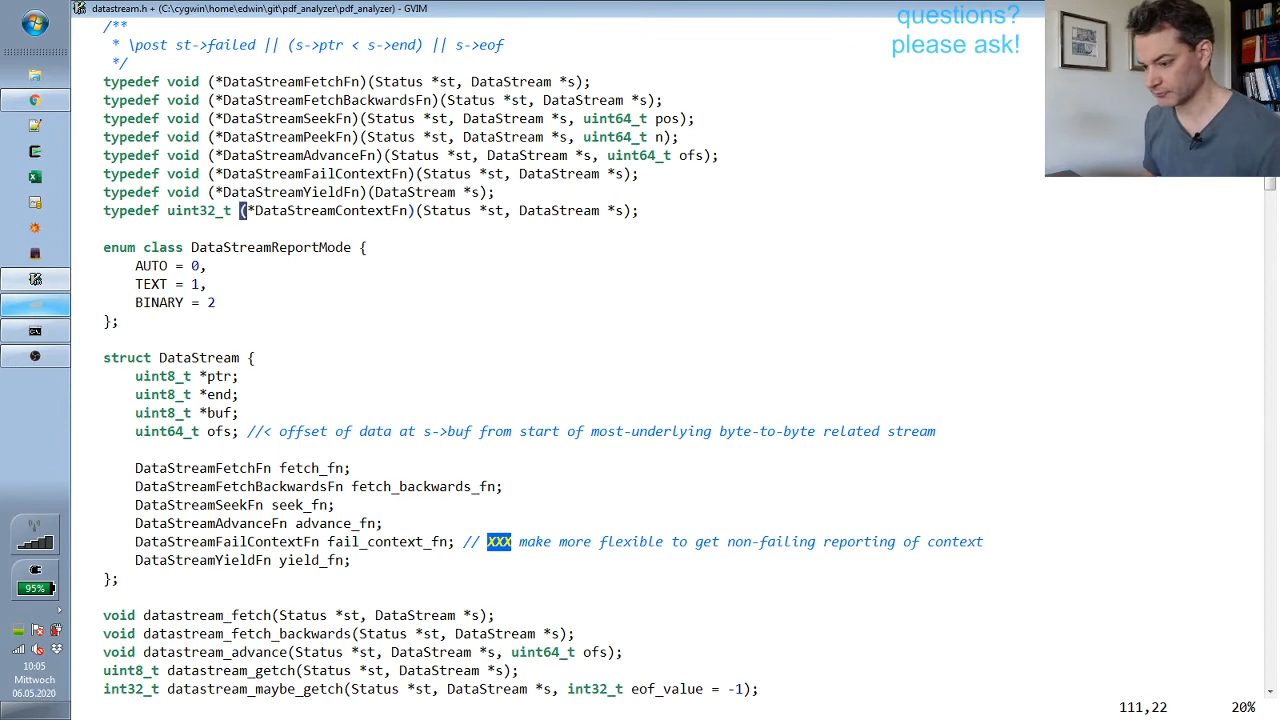 datastream.h + (C:\cygwin\home\edwin\git\pdf_analyzer\pdf_analyzer) - GVIM
questions?
please ask!
/**
* \post st->failed || (s->ptr < s->end) || s->eof
*/
typedef void (*DataStreamFetchFn)(Status *st, DataStream *s);
typedef void (*DataStreamFetchBackwardsFn)(Status *st, DataStream *s);
typedef void (*DataStreamSeekFn)(Status *st, DataStream *s, uint64_t pos);
typedef void (*DataStreamPeekFn)(Status *st, DataStream *s, uint64_t n);
typedef void (*DataStreamAdvanceFn)(Status *st, DataStream *s, uint64_t ofs);
typedef void (*DataStreamFailContextFn)(Status *st, DataStream *s);
typedef void (*DataStreamYieldFn)(DataStream *s);
typedef uint32_t (*DataStreamContextFn)(Status *st, DataStream *s);
enum class DataStreamReportMode {
AUTO = 0,
TEXT = 1,
BINARY = 2
};
struct DataStream {
uint8_t *ptr;
uint8_t *end;
uint8_t *buf;
uint64_t ofs; //< offset of data at s->buf from start of most-underlying byte-to-byte related stream
DataStreamFetchFn fetch_fn;
DataStreamFetchBackwardsFn fetch_backwards_fn;
DataStreamSeekFn seek_fn;
DataStreamAdvanceFn advance_fn;
DataStreamFailContextFn fail_context_fn; // XXX make more flexible to get non-failing reporting of context
DataStreamYieldFn yield_fn;
};
void datastream_fetch(Status *st, DataStream *s);
void datastream_fetch_backwards(Status *st, DataStream *s);
void datastream_advance(Status *st, DataStream *s, uint64_t ofs);
uint8_t datastream_getch(Status *st, DataStream *s);
int32_t datastream_maybe_getch(Status *st, DataStream *s, int32_t eof_value = -1);
111,22 20%
95%
10:05
Mittwoch
06.05.2020